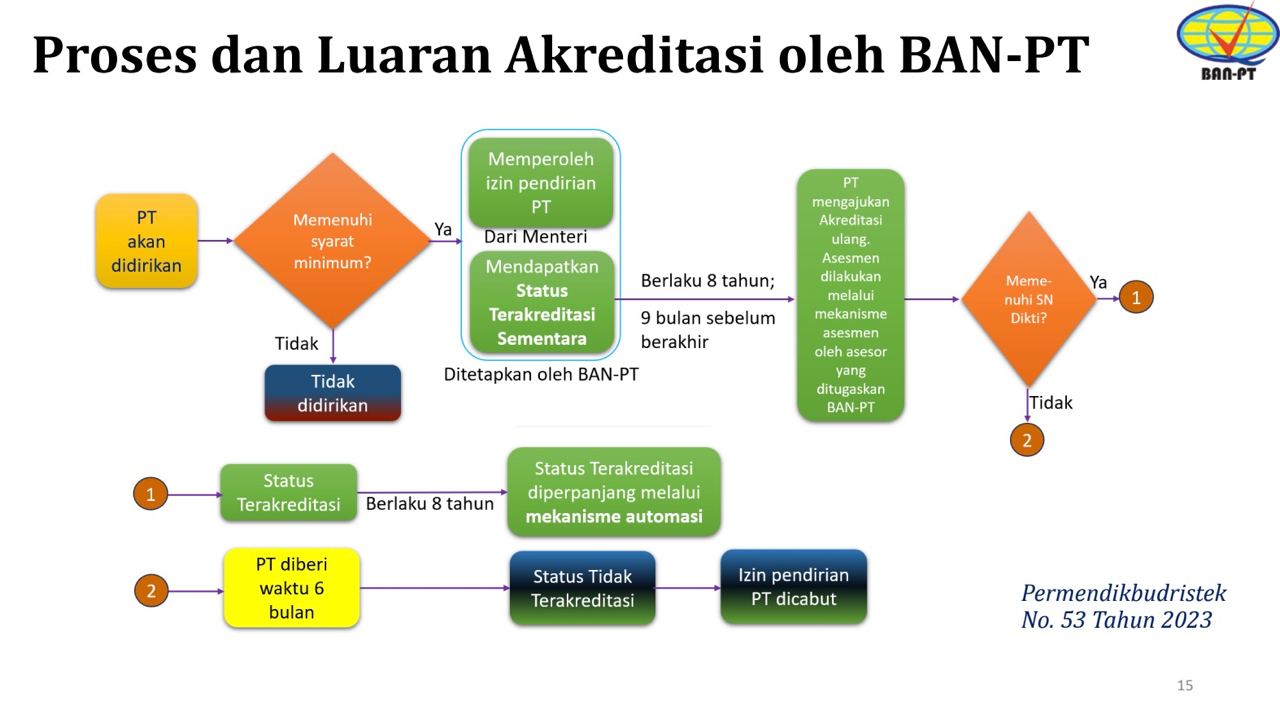 Proses dan Luaran Akreditasi oleh BAN-PT
BAN-PT
PT
akan
didirikan
Memenuhi
syarat
minimum?
Ya
Tidak
Tidak
didirikan
Memperoleh
izin pendirian
PT
Dari Menteri
Mendapatkan
Status
Terakreditasi
Sementara
Ditetapkan oleh BAN-PT
Berlaku 8 tahun;
9 bulan sebelum
berakhir
PT
mengajukan
Akreditasi
ulang.
Asesmen
dilakukan
melalui
mekanisme
asesmen
oleh asesor
yang
ditugaskan
BAN-PT
Meme-
nuhi SN
Dikti?
Ya
1
Tidak
2
1
Status
Terakreditasi
Berlaku 8 tahun
Status Terakreditasi
diperpanjang melalui
mekanisme automasi
2
PT diberi
waktu 6
bulan
Status Tidak
Terakreditasi
Izin pendirian
PT dicabut
Permendikbudristek
No. 53 Tahun 2023
15